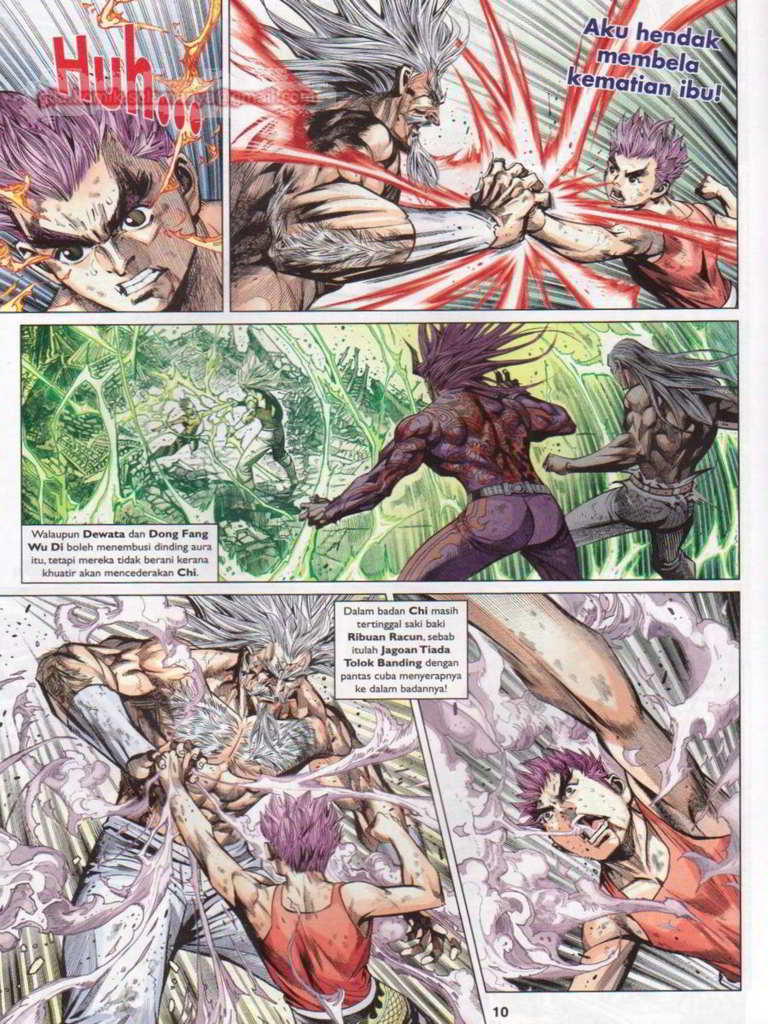 Huh...
Aku hendak
membela
kematian ibu!
Walaupun Dewata dan Dong Fang
Wu Di boleh menembusi dinding aura
itu, tetapi mereka tidak berani kerana
khuatir akan mencederakan Chi.
Dalam badan Chi masih
tertinggal saki baki
Ribuan Racun, sebab
itulah Jagoan Tiada
Tolok Banding dengan
pantas cuba menyerapnya
ke dalam badannya!
10